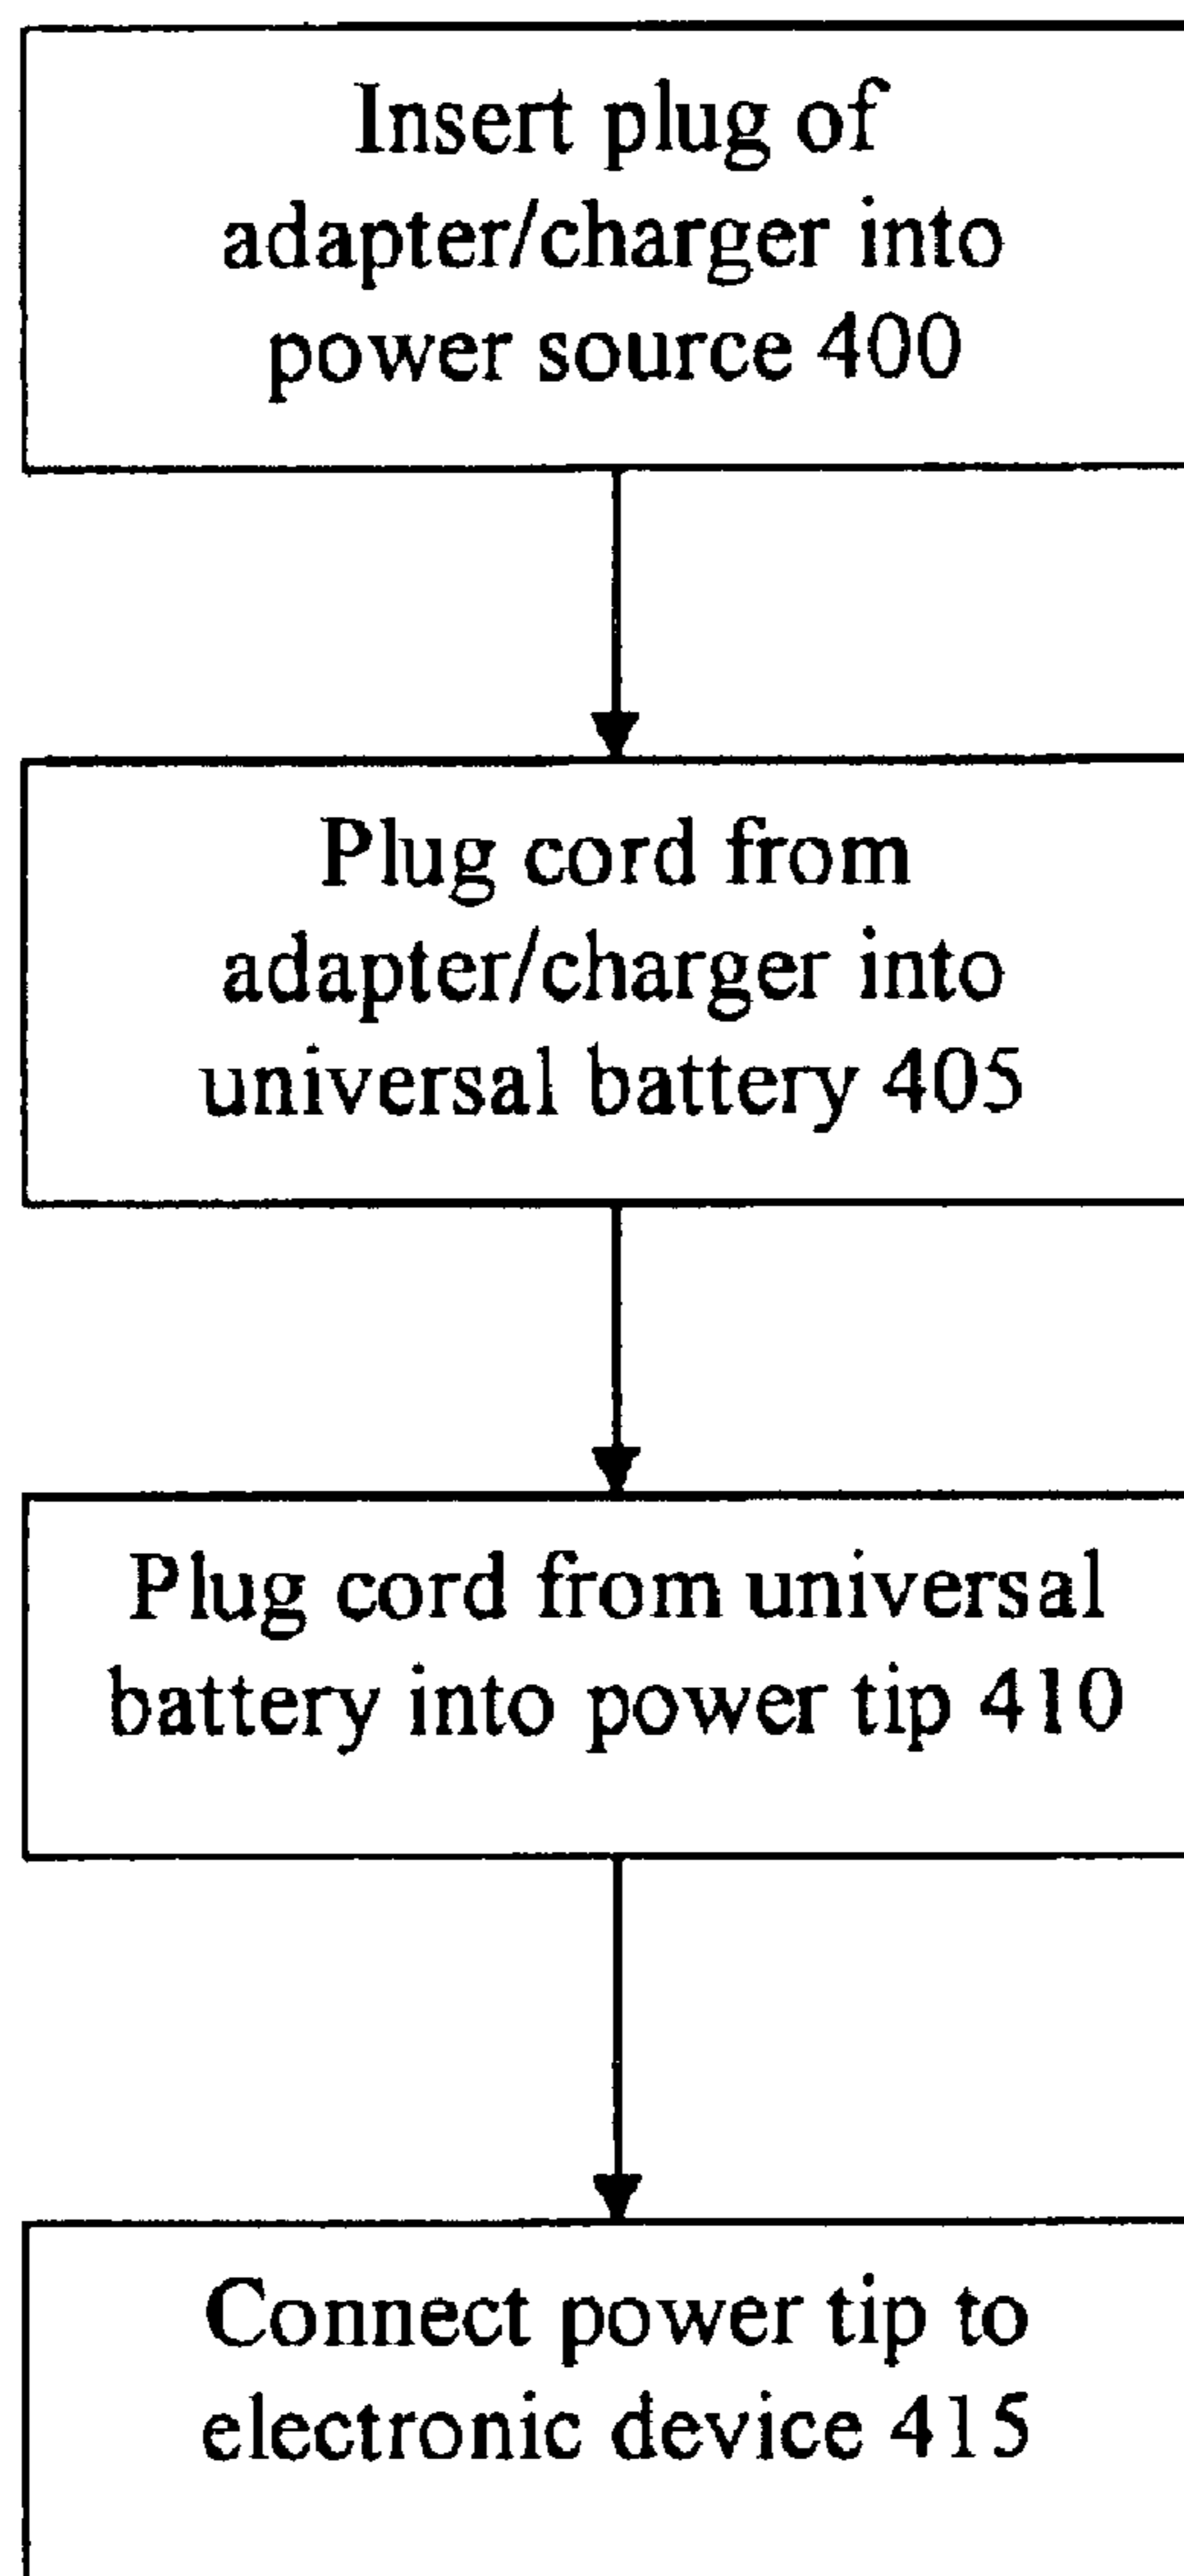 Insert plug of
adapter/charger into
power source 400
Plug cord from
adapter/charger into
universal battery 405
Plug cord from universal
battery into power tip 410
Connect power tip to
electronic device 415